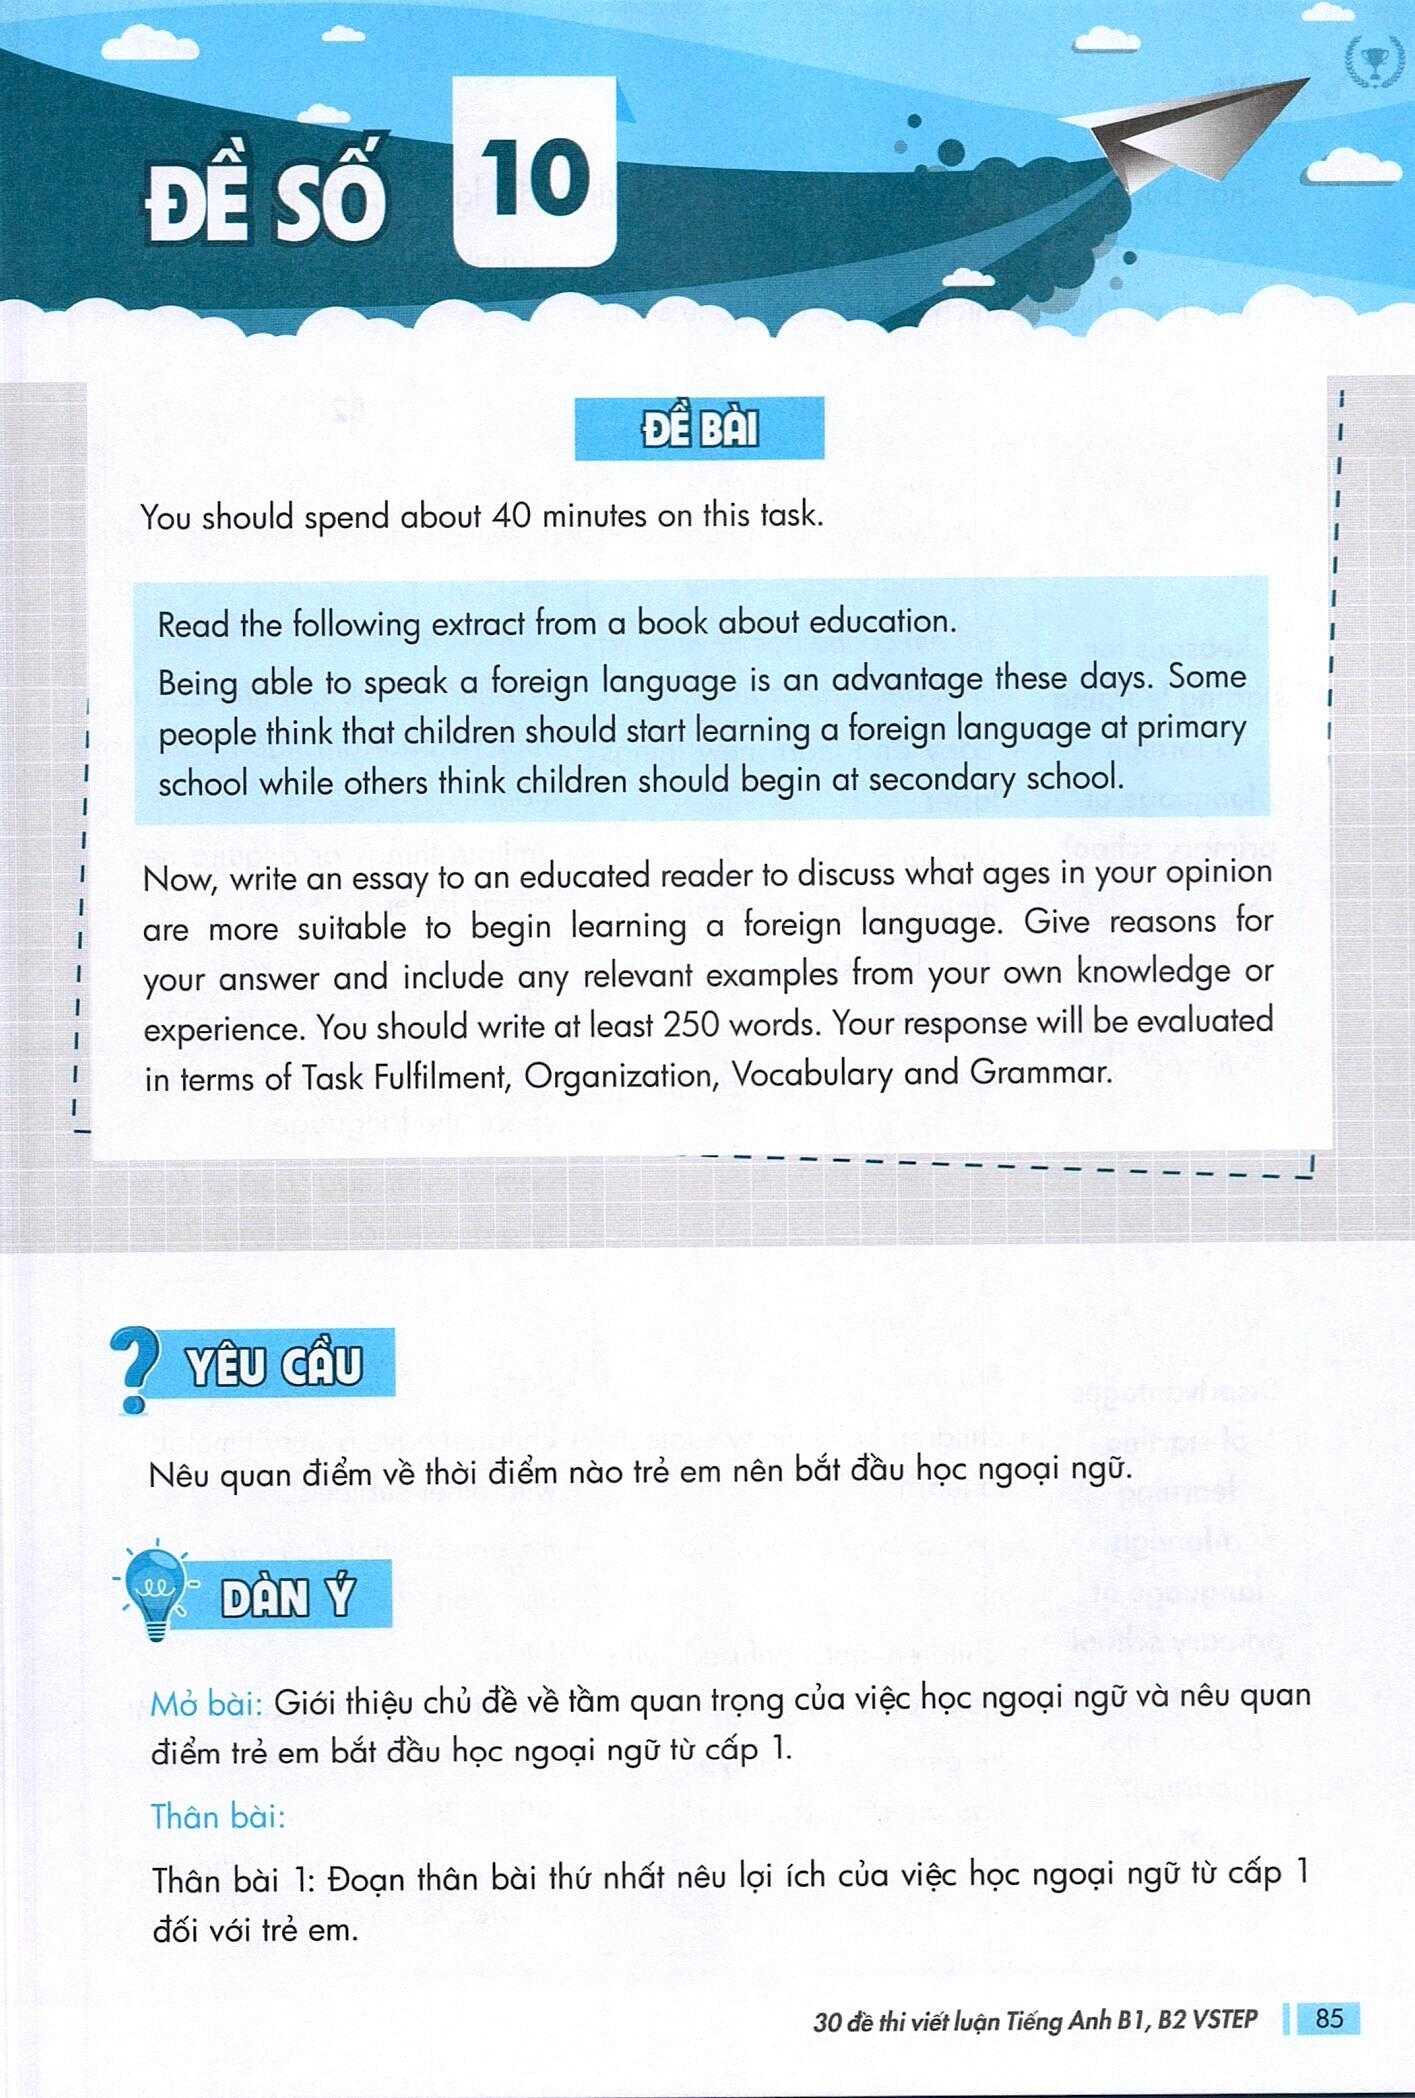 ĐỀ SỐ 10
ĐỀ BÀI
You should spend about 40 minutes on this task.
Read the following extract from a book about education.
Being able to speak a foreign language is an advantage these days. Some
people think that children should start learning a foreign language at primary
school while others think children should begin at secondary school.
Now, write an essay to an educated reader to discuss what ages in your opinion
are more suitable to begin learning a foreign language. Give reasons for
your answer and include any relevant examples from your own knowledge or
experience. You should write at least 250 words. Your response will be evaluated
in terms of Task Fulfilment, Organization, Vocabulary and Grammar.
YÊU CẦU
Nêu quan điểm về thời điểm nào trẻ em nên bắt đầu học ngoại ngữ.
DÀN Ý
Mở bài: Giới thiệu chủ đề về tầm quan trọng của việc học ngoại ngữ và nêu quan
điểm trẻ em bắt đầu học ngoại ngữ từ cấp 1.
Thân bài:
Thân bài 1: Đoạn thân bài thứ nhất nêu lợi ích của việc học ngoại ngữ từ cấp 1
đối với trẻ em.
30 đề thi viết luận Tiếng Anh B1, B2 VSTEP 85